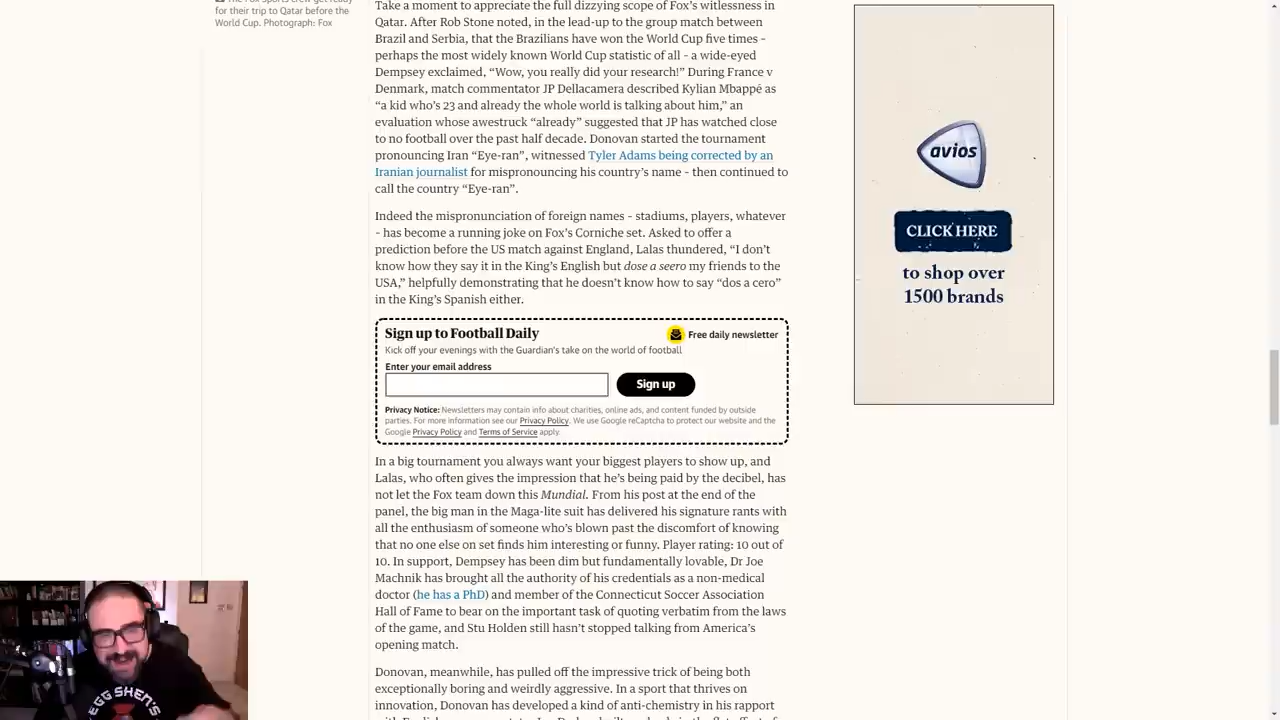 The Fox Sports crew get ready
for their trip to Qatar before the
World Cup. Photograph: Fox
Take a moment to appreciate the full dizzying scope of Fox's witlessness in
Qatar. After Rob Stone noted, in the lead-up to the group match between
Brazil and Serbia, that the Brazilians have won the World Cup five times –
perhaps the most widely known World Cup statistic of all – a wide-eyed
Dempsey exclaimed, “Wow, you really did your research!” During France v
Denmark, match commentator JP Dellacamera described Kylian Mbappé as
“a kid who's 23 and already the whole world is talking about him,” an
evaluation whose awestruck “already” suggested that JP has watched close
to no football over the past half decade. Donovan started the tournament
pronouncing Iran “Eye-ran”, witnessed Tyler Adams being corrected by an
Iranian journalist for mispronouncing his country's name – then continued to
call the country “Eye-ran”.
Indeed the mispronunciation of foreign names – stadiums, players, whatever
– has become a running joke on Fox's Corniche set. Asked to offer a
prediction before the US match against England, Lalas thundered, “I don't
know how they say it in the King's English but dose a seero my friends to the
USA,” helpfully demonstrating that he doesn't know how to say “dos a cero”
in the King's Spanish either.
Sign up to Football Daily
Free daily newsletter
Kick off your evenings with the Guardian's take on the world of football
Enter your email address
Sign up
Privacy Notice: Newsletters may contain info about charities, online ads, and content funded by outside
parties. For more information see our Privacy Policy. We use Google reCaptcha to protect our website and the
Google Privacy Policy and Terms of Service apply.
In a big tournament you always want your biggest players to show up, and
Lalas, who often gives the impression that he's being paid by the decibel, has
not let the Fox team down this Mundial. From his post at the end of the
panel, the big man in the Maga-lite suit has delivered his signature rants with
all the enthusiasm of someone who's blown past the discomfort of knowing
that no one else on set finds him interesting or funny. Player rating: 10 out of
10. In support, Dempsey has been dim but fundamentally lovable, Dr Joe
Machnik has brought all the authority of his credentials as a non-medical
doctor (he has a PhD) and member of the Connecticut Soccer Association
Hall of Fame to bear on the important task of quoting verbatim from the laws
of the game, and Stu Holden still hasn't stopped talking from America's
opening match.
Donovan, meanwhile, has pulled off the impressive trick of being both
exceptionally boring and weirdly aggressive. In a sport that thrives on
innovation, Donovan has developed a kind of anti-chemistry in his rapport
avios
CLICK HERE
to shop over
1500 brands
EGG SHEN'S